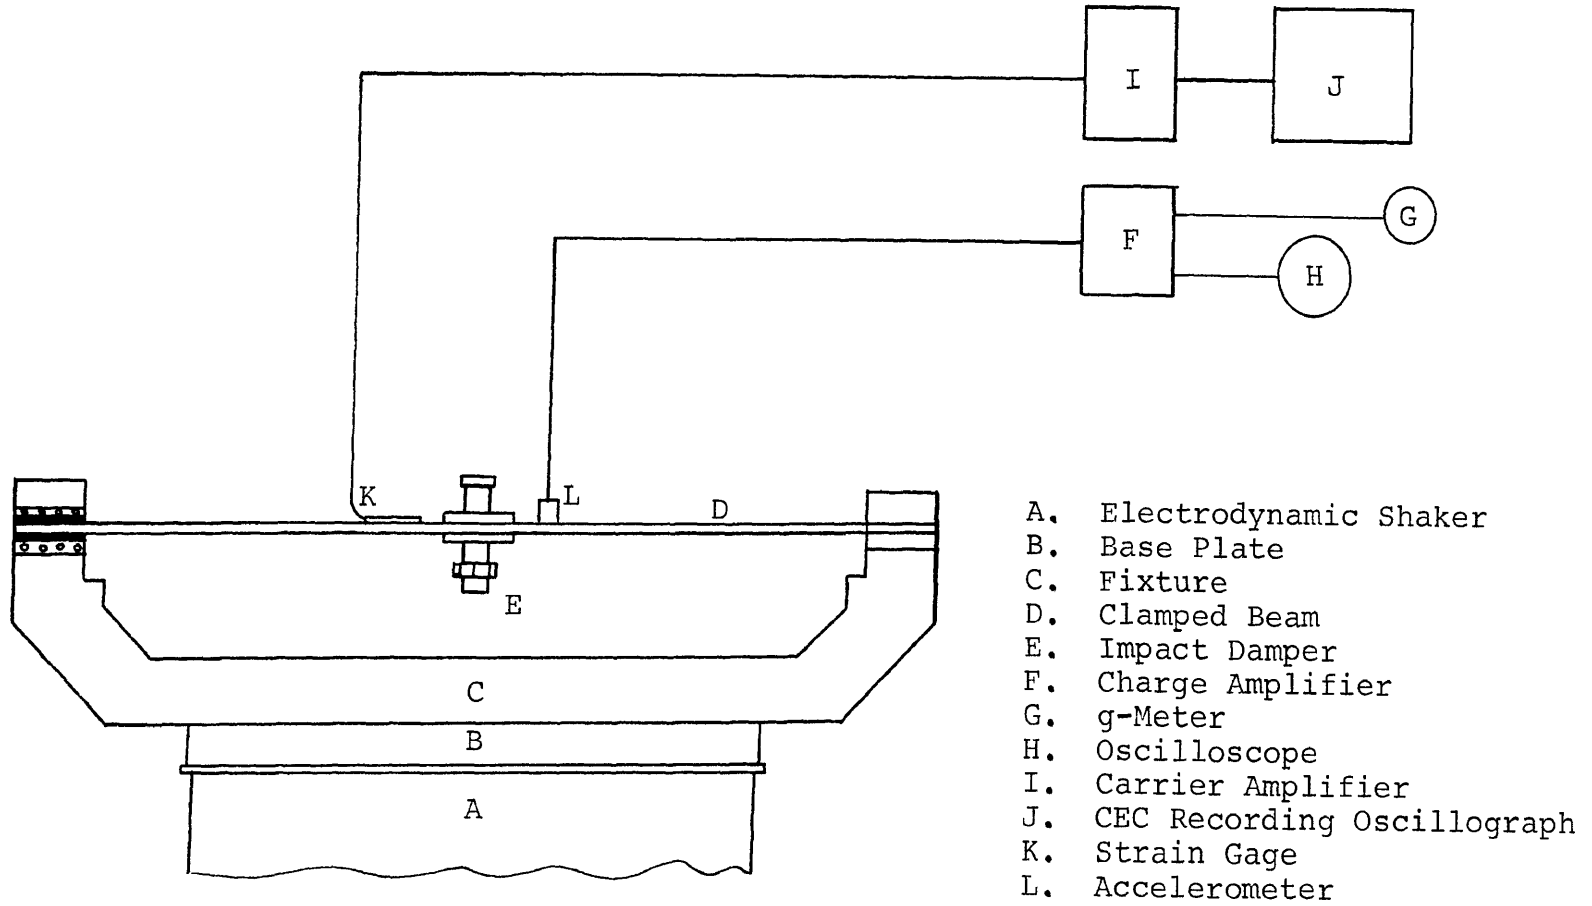 I
J
G
F
H
K
L
D
E
C
B
A
A. Electrodynamic Shaker
B. Base Plate
C. Fixture
D. Clamped Beam
E. Impact Damper
F. Charge Amplifier
G. g-Meter
H. Oscilloscope
I. Carrier Amplifier
J. CEC Recording Oscillograph
K. Strain Gage
L. Accelerometer